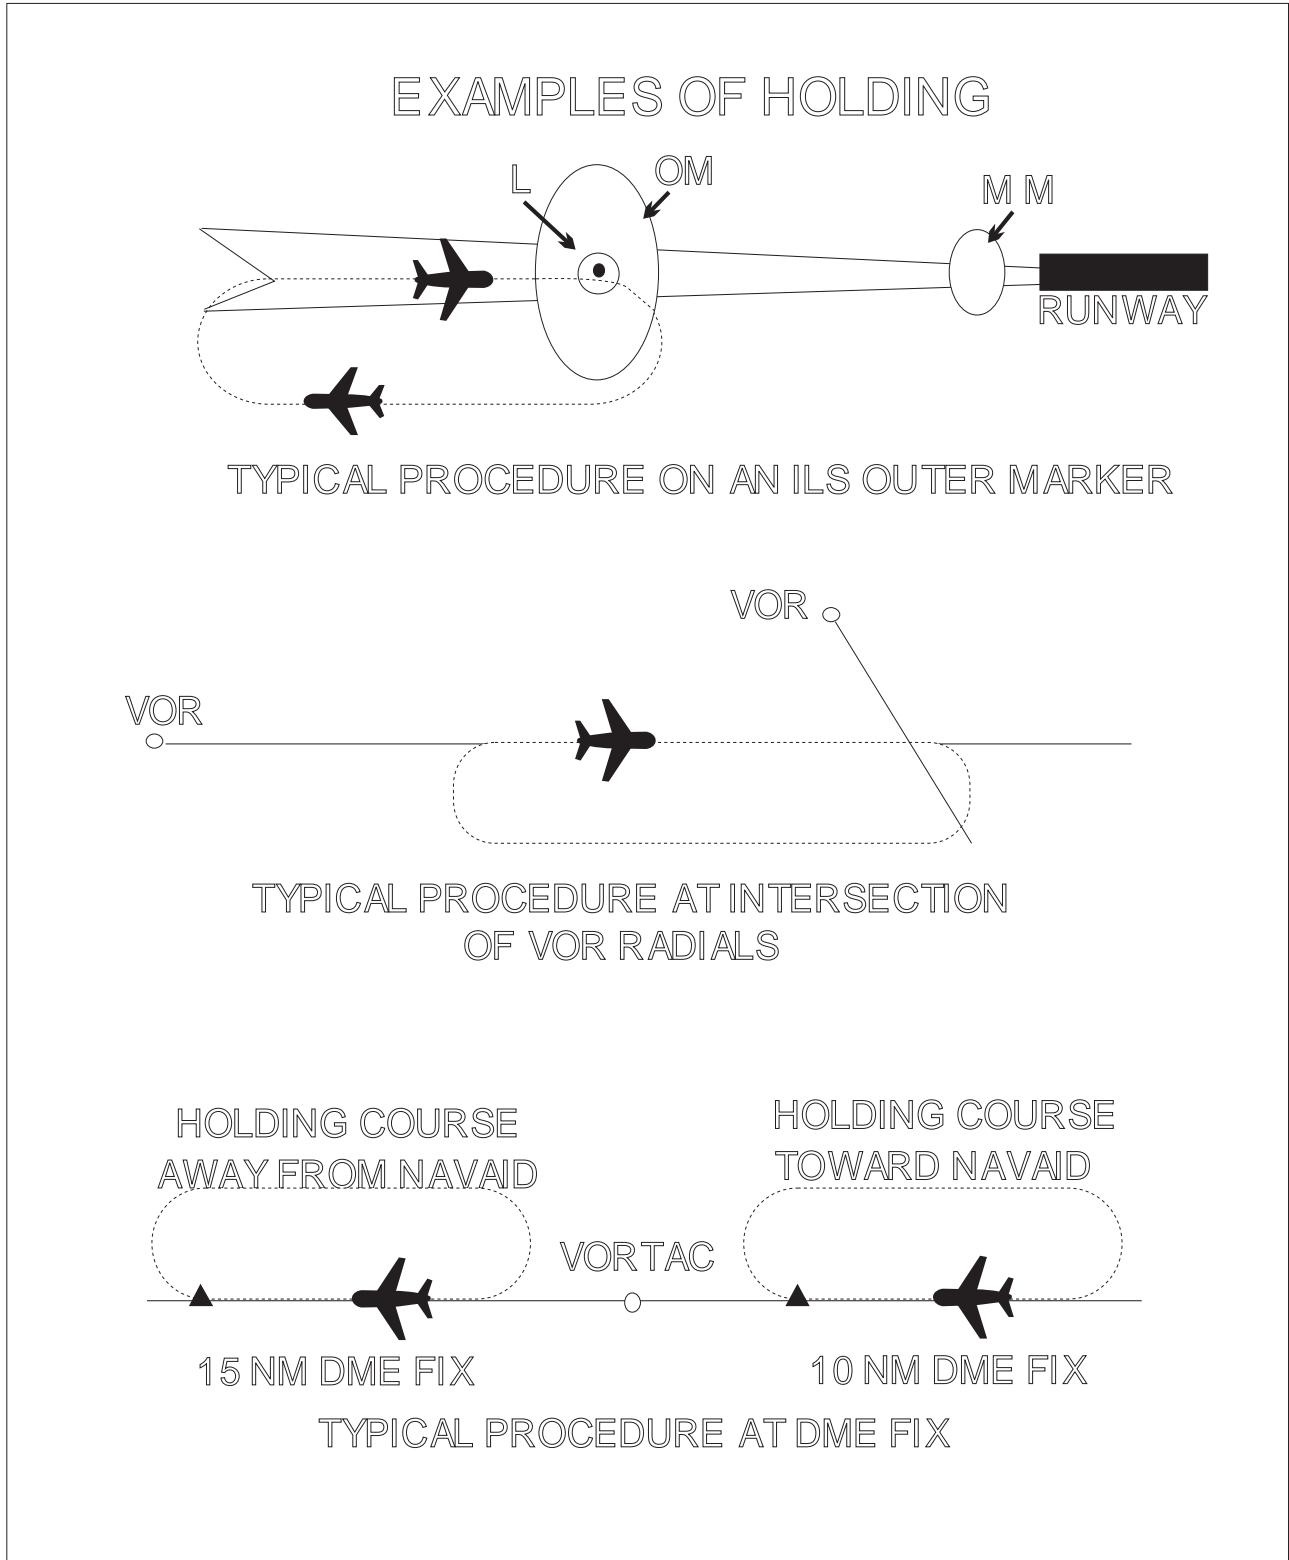 EXAMPLES OF HOLDING
L
OM
MM
RUNWAY
TYPICAL PROCEDURE ON AN ILS OUTER MARKER
VOR
VOR
TYPICAL PROCEDURE AT INTERSECTION
OF VOR RADIALS
HOLDING COURSE
AWAY FROM NAVAID
HOLDING COURSE
TOWARD NAVAID
VORTAC
15 NM DME FIX
10 NM DME FIX
TYPICAL PROCEDURE AT DME FIX